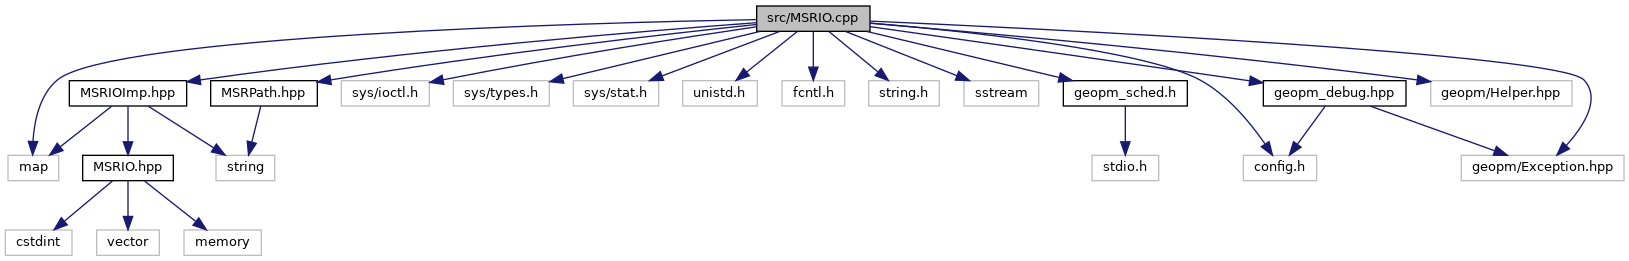 src/MSRIO.cpp
MSRIOImp.hpp
MSRPath.hpp
sys/ioctl.h
sys/types.h
sys/stat.h
unistd.h
fcntl.h
string.h
sstream
geopm_sched.h
geopm_debug.hpp
geopm/Helper.hpp
map
MSRIO.hpp
string
stdio.h
config.h
geopm/Exception.hpp
cstdint
vector
memory